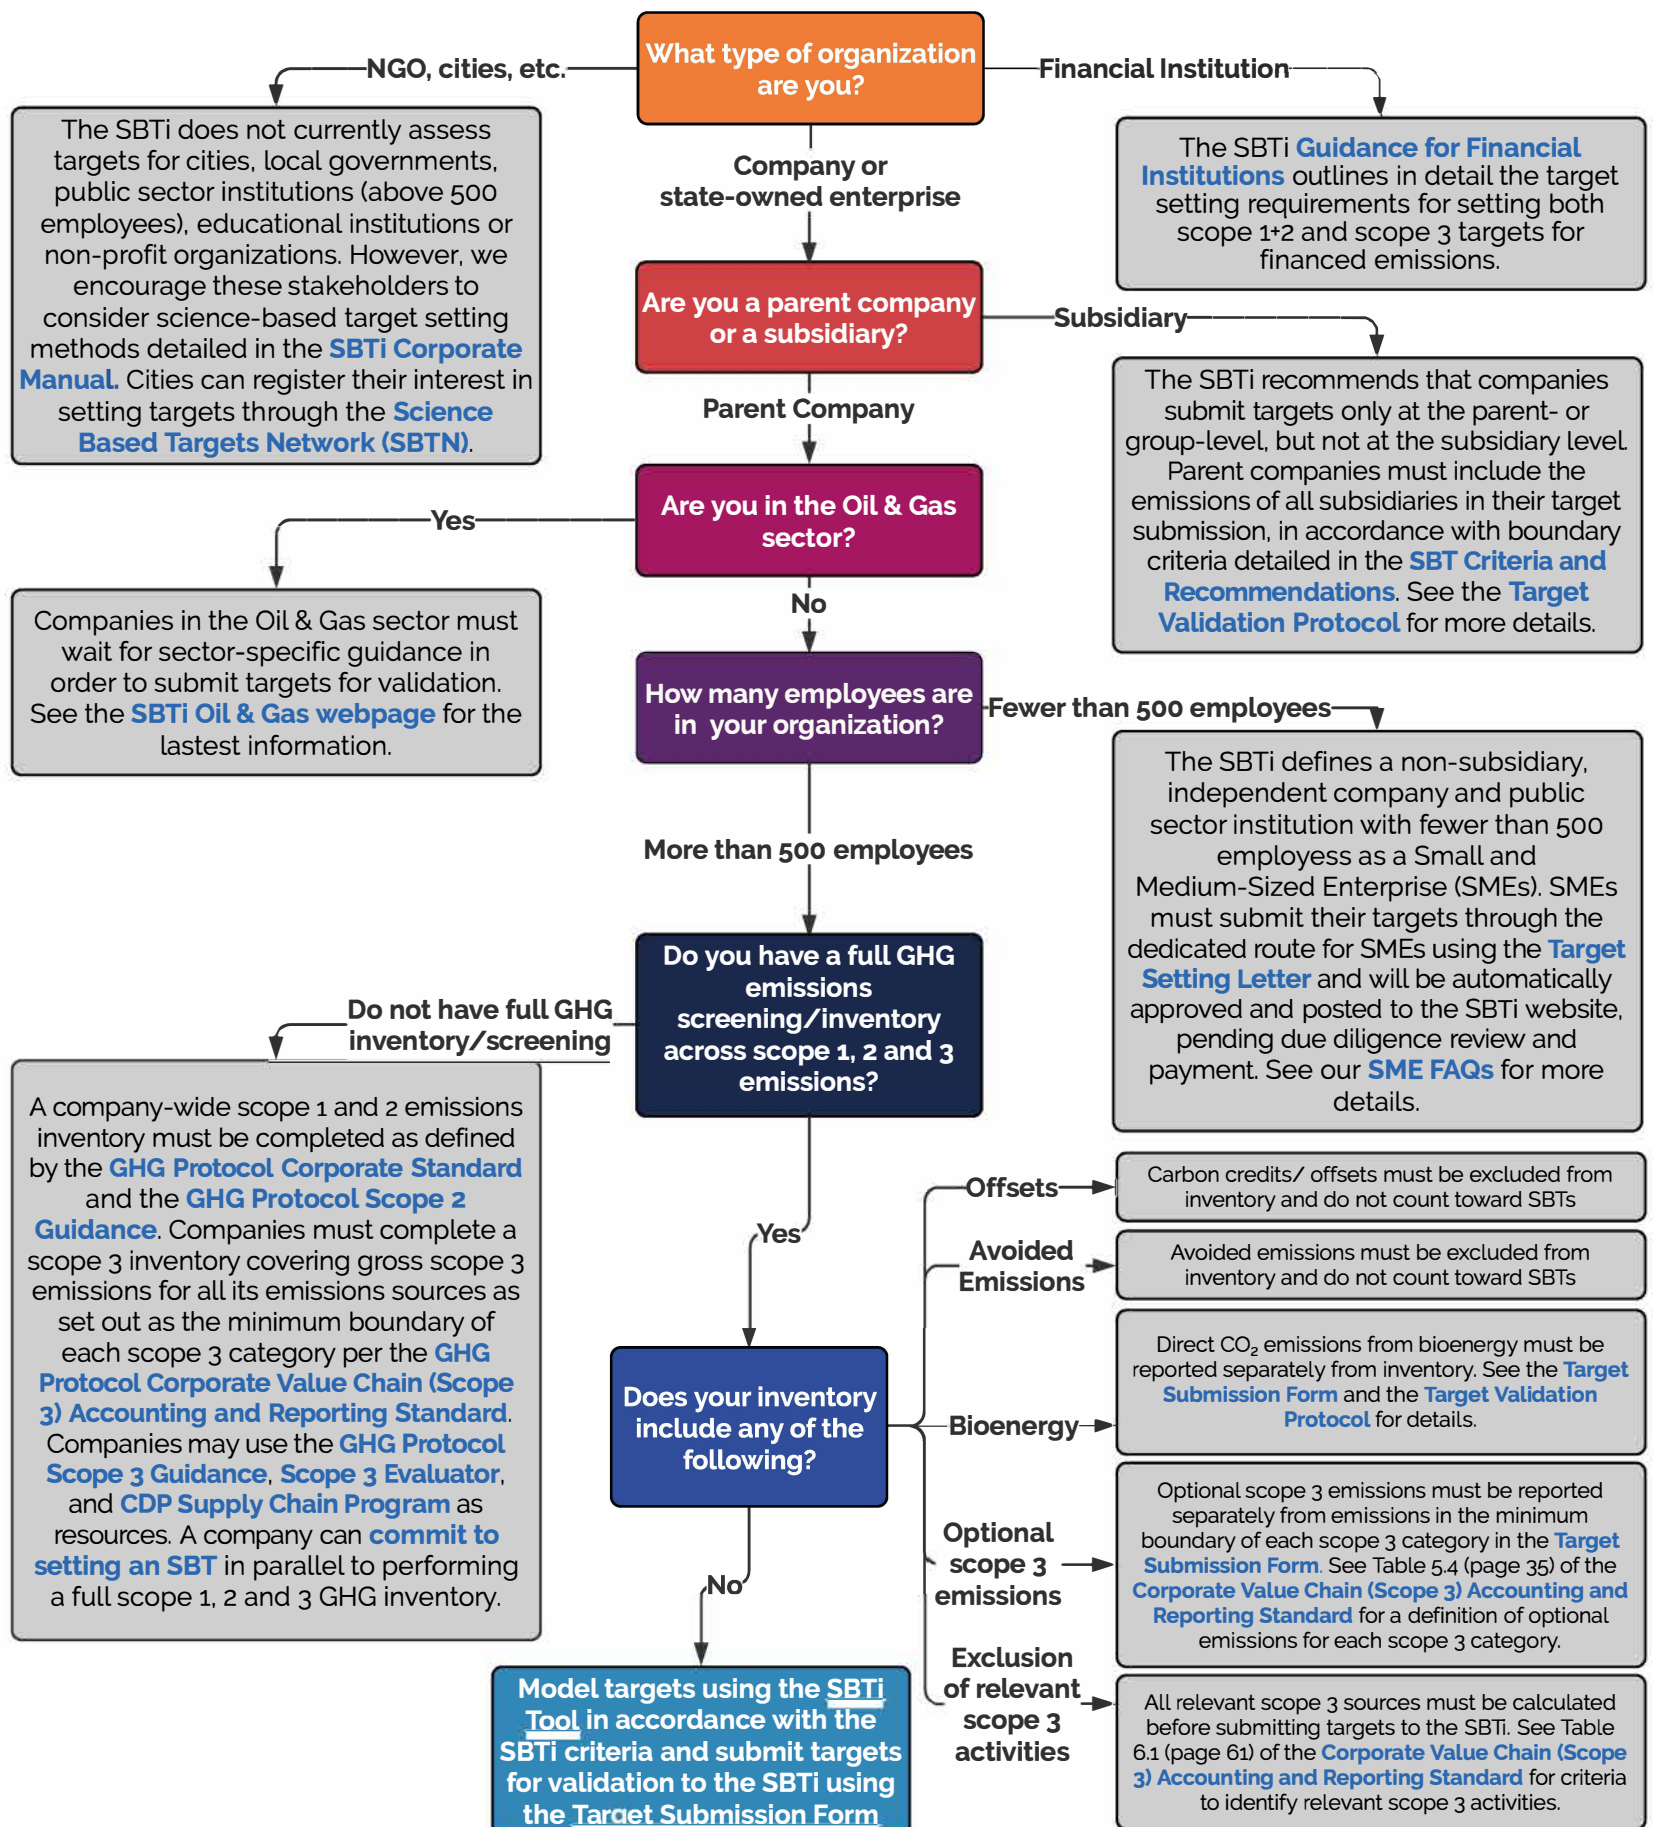 What type of organization
are you?
NGO, cities, etc.
Financial Institution
The SBTi does not currently assess
targets for cities, local governments,
public sector institutions (above 500
employees), educational institutions or
non-profit organizations. However, we
encourage these stakeholders to
consider science-based target setting
methods detailed in the SBTi Corporate
Manual. Cities can register their interest in
setting targets through the Science
Based Targets Network (SBTN).
The SBTi Guidance for Financial
Institutions outlines in detail the target
setting requirements for setting both
scope 1+2 and scope 3 targets for
financed emissions.
Company or
state-owned enterprise
Are you a parent company
or a subsidiary?
Subsidiary
The SBTi recommends that companies
submit targets only at the parent- or
group-level, but not at the subsidiary level.
Parent companies must include the
emissions of all subsidiaries in their target
submission, in accordance with boundary
criteria detailed in the SBT Criteria and
Recommendations. See the Target
Validation Protocol for more details.
Parent Company
Are you in the Oil & Gas
sector?
Yes
Companies in the Oil & Gas sector must
wait for sector-specific guidance in
order to submit targets for validation.
See the SBTi Oil & Gas webpage for the
lastest information.
No
How many employees are
in your organization?
Fewer than 500 employees
The SBTi defines a non-subsidiary,
independent company and public
sector institution with fewer than 500
employess as a Small and
Medium-Sized Enterprise (SMEs). SMEs
must submit their targets through the
dedicated route for SMEs using the Target
Setting Letter and will be automatically
approved and posted to the SBTi website,
pending due diligence review and
payment. See our SME FAQs for more
details.
More than 500 employees
Do you have a full GHG
emissions
screening/inventory
across scope 1, 2 and 3
emissions?
Do not have full GHG
inventory/screening
A company-wide scope 1 and 2 emissions
inventory must be completed as defined
by the GHG Protocol Corporate Standard
and the GHG Protocol Scope 2
Guidance. Companies must complete a
scope 3 inventory covering gross scope 3
emissions for all its emissions sources as
set out as the minimum boundary of
each scope 3 category per the GHG
Protocol Corporate Value Chain (Scope
3) Accounting and Reporting Standard.
Companies may use the GHG Protocol
Scope 3 Guidance, Scope 3 Evaluator,
and CDP Supply Chain Program as
resources. A company can commit to
setting an SBT in parallel to performing
a full scope 1, 2 and 3 GHG inventory.
Yes
Does your inventory
include any of the
following?
Offsets
Carbon credits/ offsets must be excluded from
inventory and do not count toward SBTs
Avoided
Emissions
Avoided emissions must be excluded from
inventory and do not count toward SBTs
Bioenergy
Direct CO₂ emissions from bioenergy must be
reported separately from inventory. See the Target
Submission Form and the Target Validation
Protocol for details.
Optional
scope 3
emissions
Optional scope 3 emissions must be reported
separately from emissions in the minimum
boundary of each scope 3 category in the Target
Submission Form. See Table 5.4 (page 35) of the
Corporate Value Chain (Scope 3) Accounting and
Reporting Standard for a definition of optional
emissions for each scope 3 category.
Exclusion
of relevant
scope 3
activities
All relevant scope 3 sources must be calculated
before submitting targets to the SBTi. See Table
6.1 (page 61) of the Corporate Value Chain (Scope
3) Accounting and Reporting Standard for criteria
to identify relevant scope 3 activities.
No
Model targets using the SBTi
Tool in accordance with the
SBTi criteria and submit targets
for validation to the SBTi using
the Target Submission Form